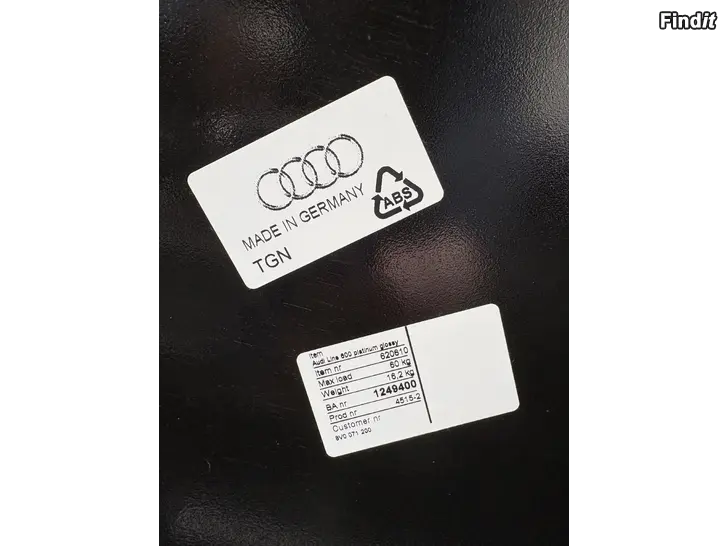 Findit
MADE IN GERMANY
ABS
TGN
Item
Audi Line 600 platinum glossy
Item nr 620610
Max load 60 kg
Weight 16,2 kg
BA nr 1249400
Prod nr 4515-2
Customer nr
8V0 071 200